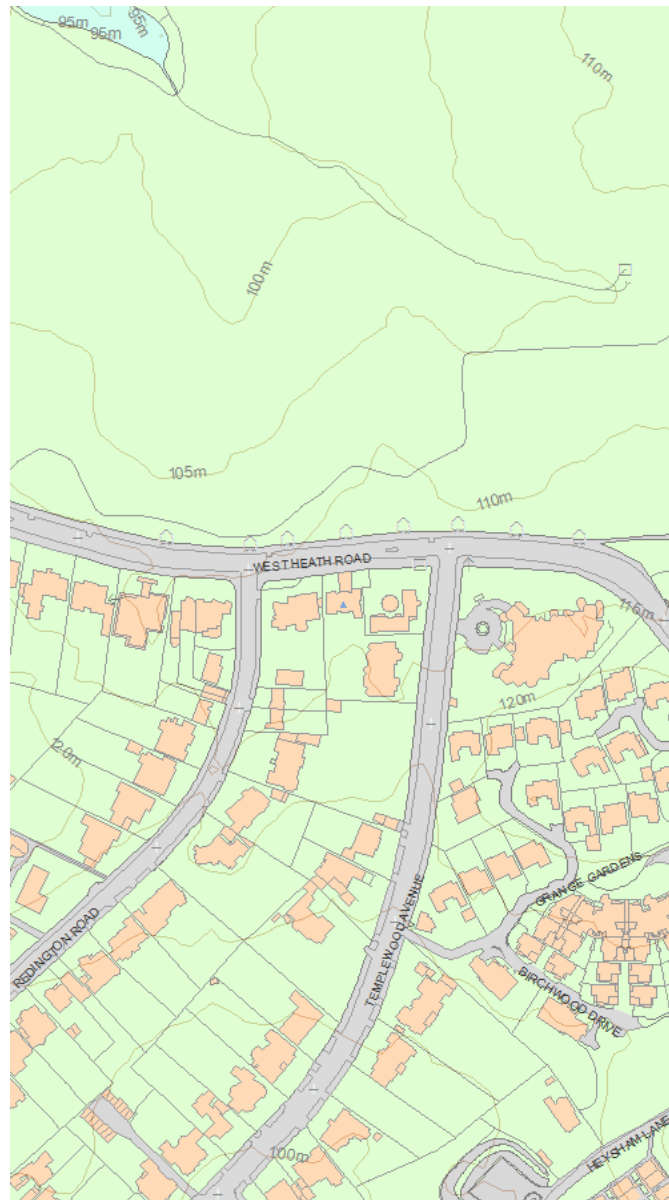 95m
95m
95m
110m
100m
105m
110m
WEST HEATH ROAD
115m
120m
120m
GRANGE GARDENS
REDINGTON ROAD
TEMPLEWOOD AVENUE
BIRCHWOOD DRIVE
HEYSHAM LANE
100m